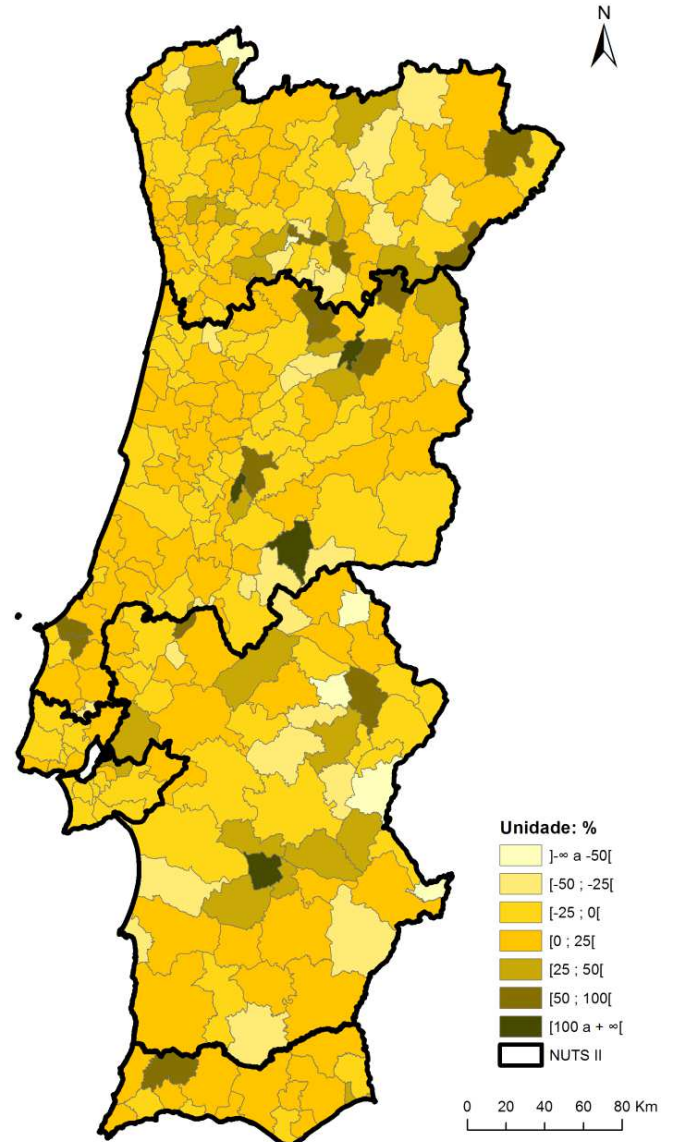 N
Unidade: %
]-∞ a -50[
[-50 ; -25[
[-25 ; 0[
[0 ; 25[
[25 ; 50[
[50 ; 100[
[100 a + ∞[
NUTS II
0 20 40 60 80 Km